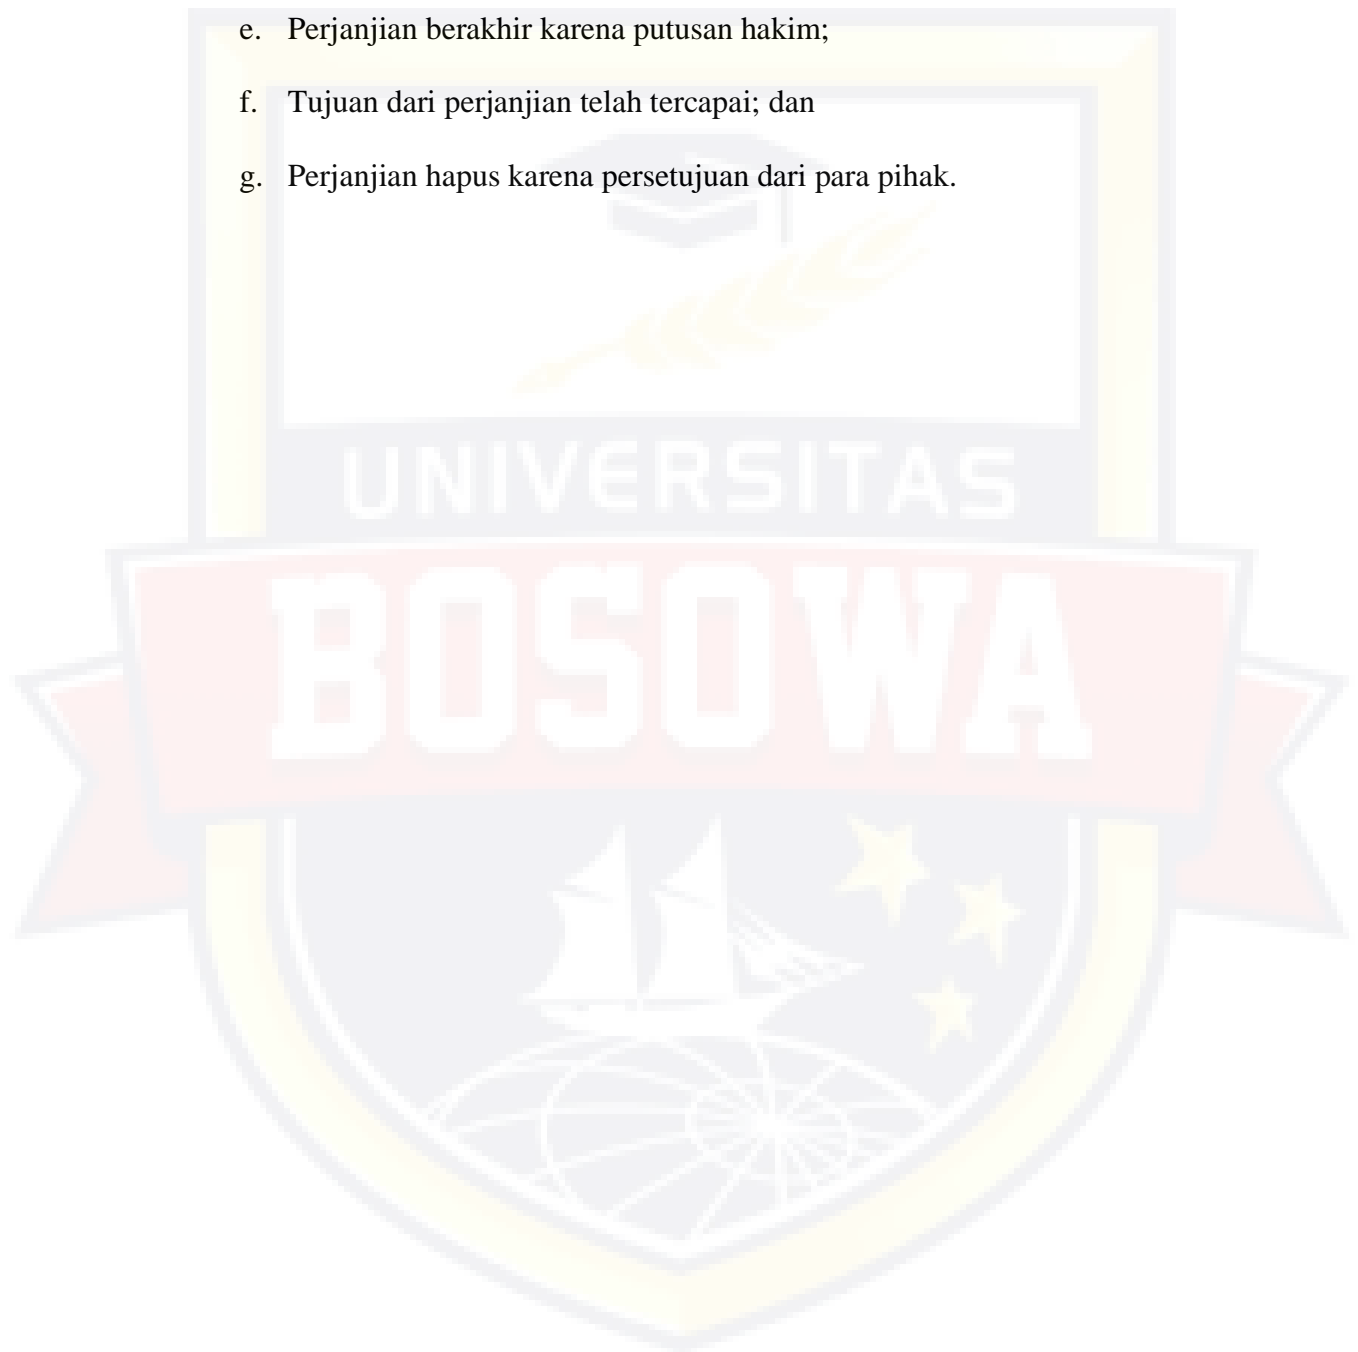 e. Perjanjian berakhir karena putusan hakim;
f. Tujuan dari perjanjian telah tercapai; dan
g. Perjanjian hapus karena persetujuan dari para pihak.
UNIVERSITAS
BOSOWA